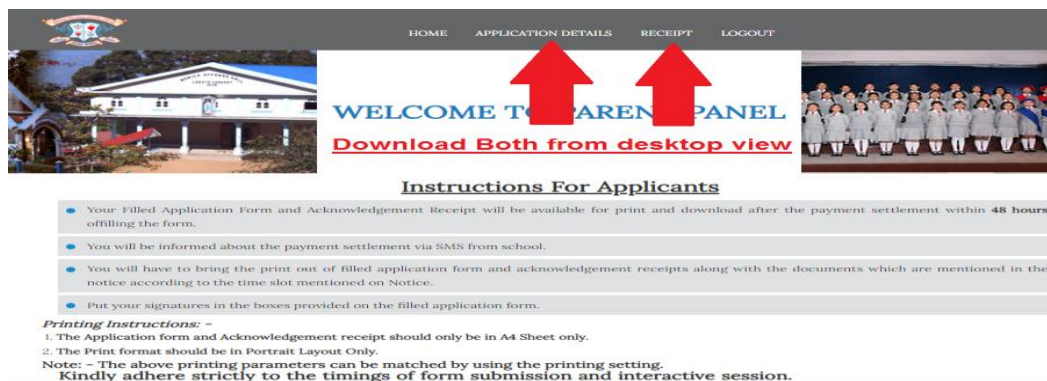 HOME APPLICATION DETAILS RECEIPT LOGOUT
WELCOME TO PARENT PANEL
Download Both from desktop view
Instructions For Applicants
Your Filled Application Form and Acknowledgement Receipt will be available for print and download after the payment settlement within 48 hours
offilling the form.
You will be informed about the payment settlement via SMS from school.
You will have to bring the print out of filled application form and acknowledgement receipts along with the documents which are mentioned in the
notice according to the time slot mentioned on Notice.
Put your signatures in the boxes provided on the filled application form.
Printing Instructions: -
1. The Application form and Acknowledgement receipt should only be in A4 Sheet only.
2. The Print format should be in Portrait Layout Only.
Note: - The above printing parameters can be matched by using the printing setting.
Kindly adhere strictly to the timings of form submission and interactive session.